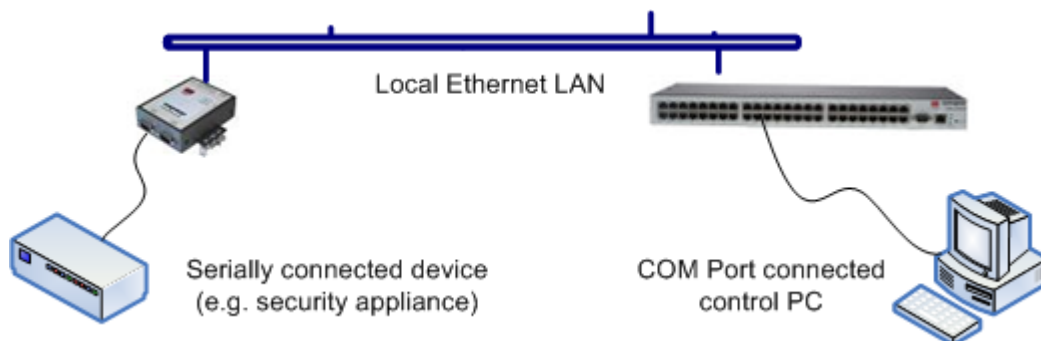 Local Ethernet LAN
Serially connected device
(e.g. security appliance)
COM Port connected
control PC